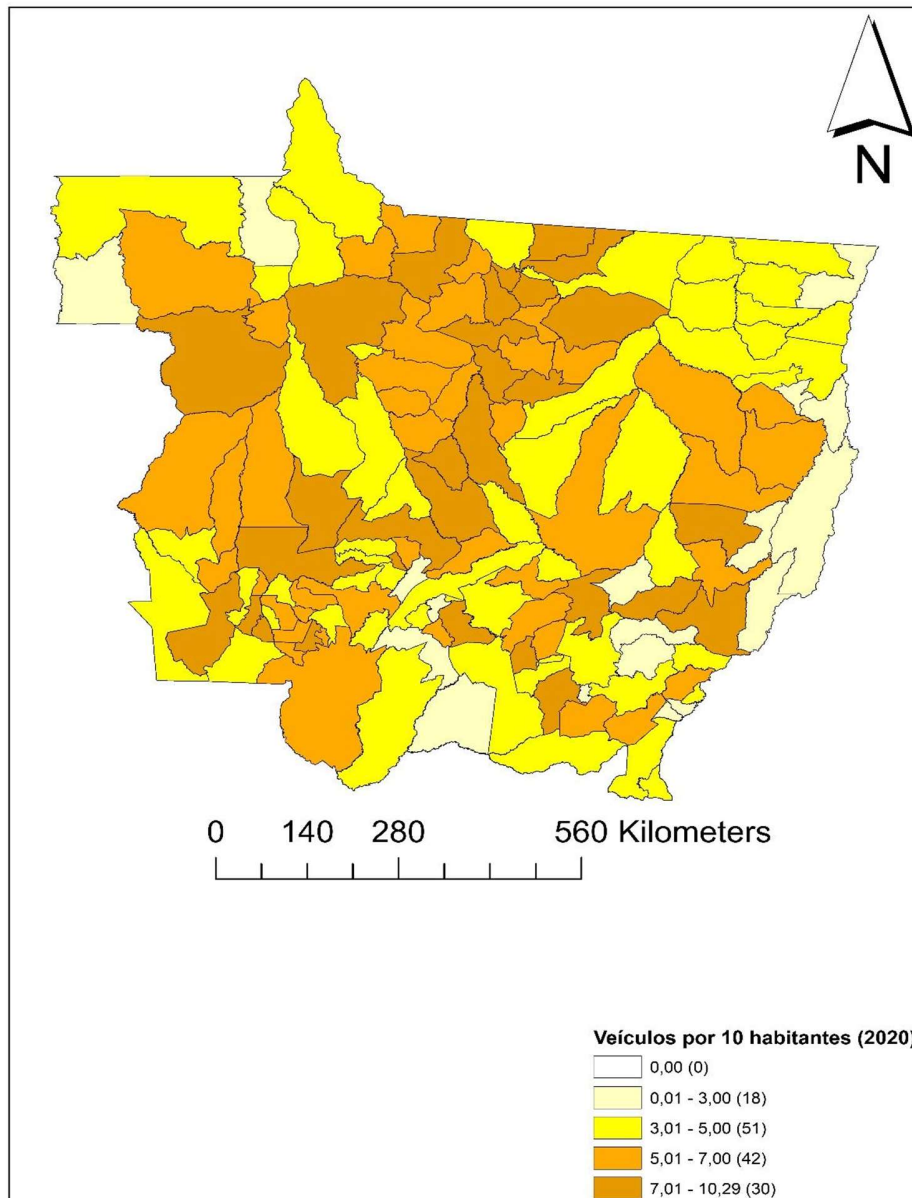 N
0 140 280 560 Kilometers
Veículos por 10 habitantes (2020)
0,00 (0)
0,01 - 3,00 (18)
3,01 - 5,00 (51)
5,01 - 7,00 (42)
7,01 - 10,29 (30)